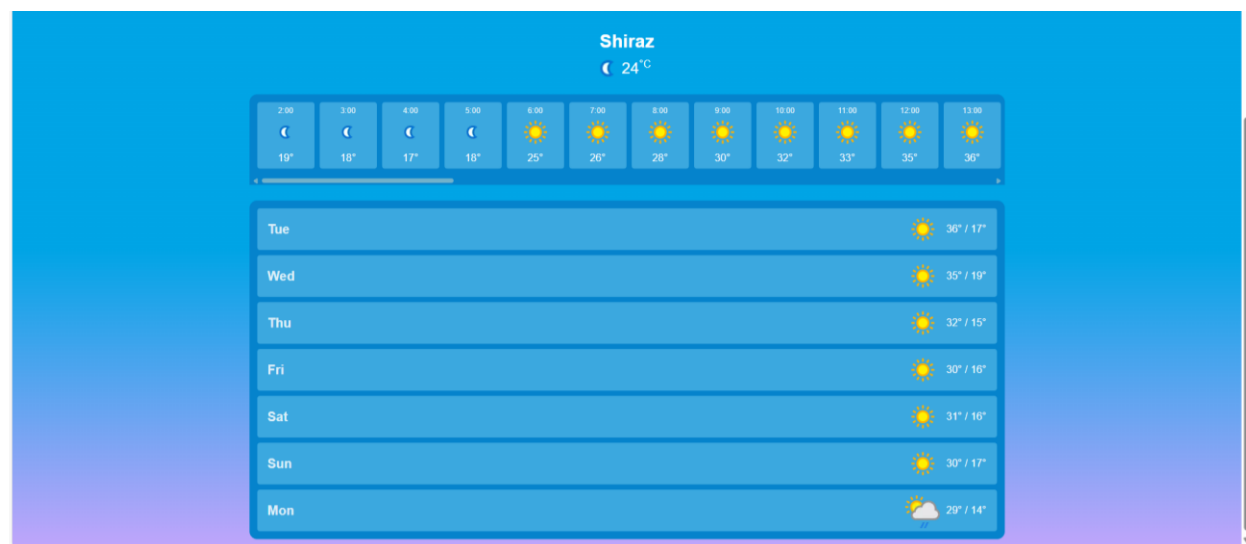 Shiraz
24°C
2:00 3:00 4:00 5:00 6:00 7:00 8:00 9:00 10:00 11:00 12:00 13:00
19° 18° 17° 18° 25° 26° 28° 30° 32° 33° 35° 36°
Tue 36° / 17°
Wed 35° / 19°
Thu 32° / 15°
Fri 30° / 16°
Sat 31° / 16°
Sun 30° / 17°
Mon 29° / 14°